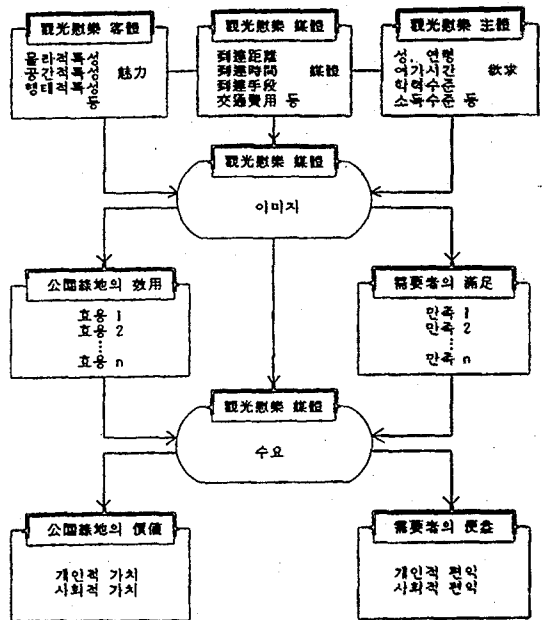 觀光慰樂 客體
물리적특성
공간적특성 魅力
행태적특성
등
觀光慰樂 媒體
到達距離
到達時間 媒體
到達手段
交通費用 등
觀光慰樂 主體
성, 연령
여가시간 欲求
학력수준
소득수준 등
觀光慰樂 媒體
이미지
公園綠地의 效用
효용 1
효용 2
⋮
효용 n
需要者의 滿足
만족 1
만족 2
⋮
만족 n
觀光慰樂 媒體
수요
公園綠地의 價値
개인적 가치
사회적 가치
需要者의 便益
개인적 편익
사회적 편익